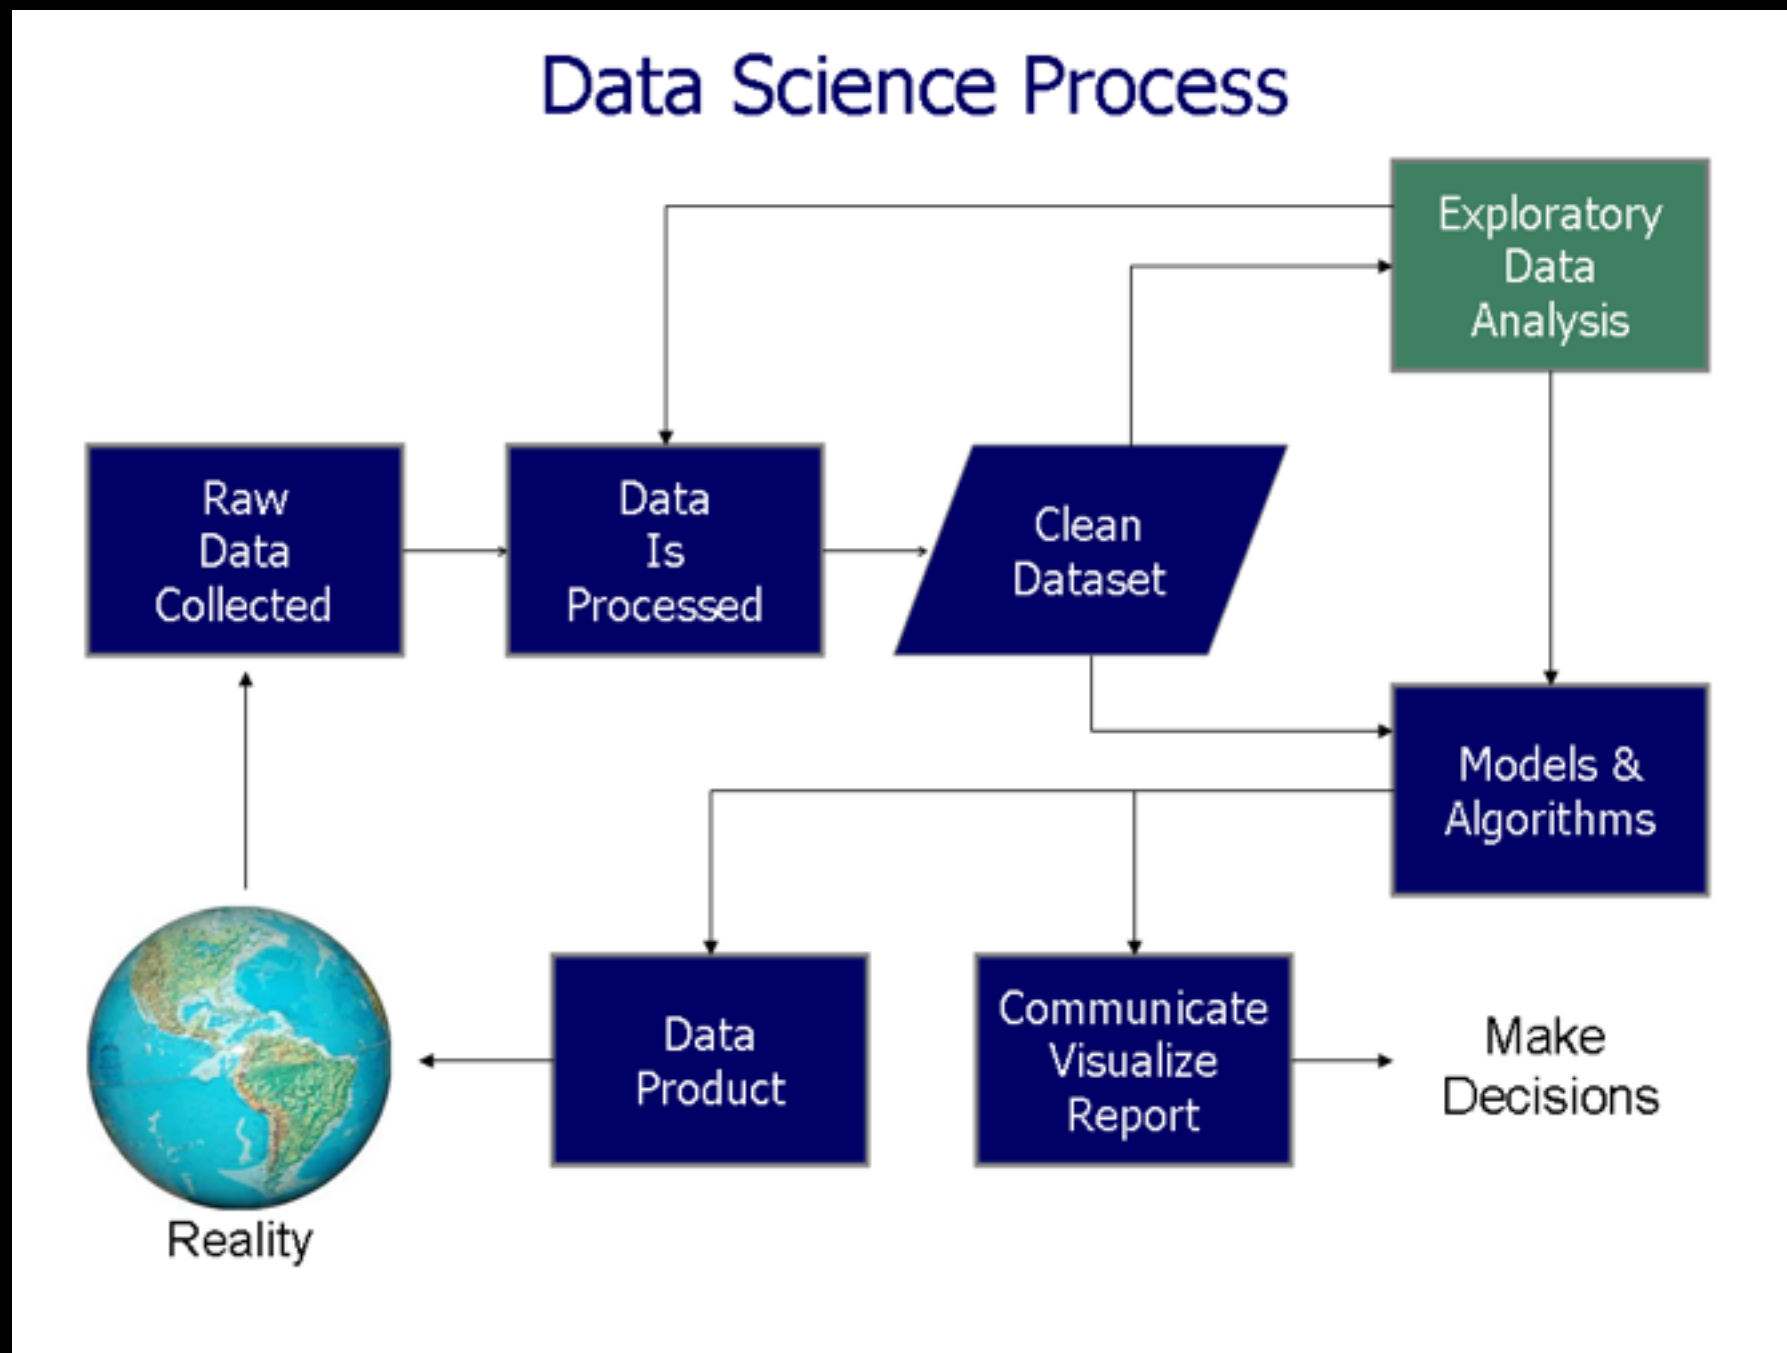 Data Science Process
Exploratory
Data
Analysis
Raw
Data
Collected
Data
Is
Processed
Clean
Dataset
Models &
Algorithms
Data
Product
Communicate
Visualize
Report
Make
Decisions
Reality